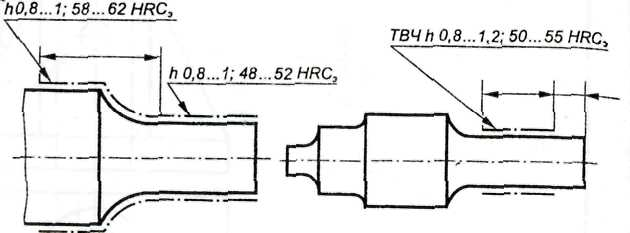 h 0,8...1; 58...62 HRCэ
h 0,8...1; 48...52 HRCэ
ТВЧ h 0,8...1,2; 50...55 HRCэ